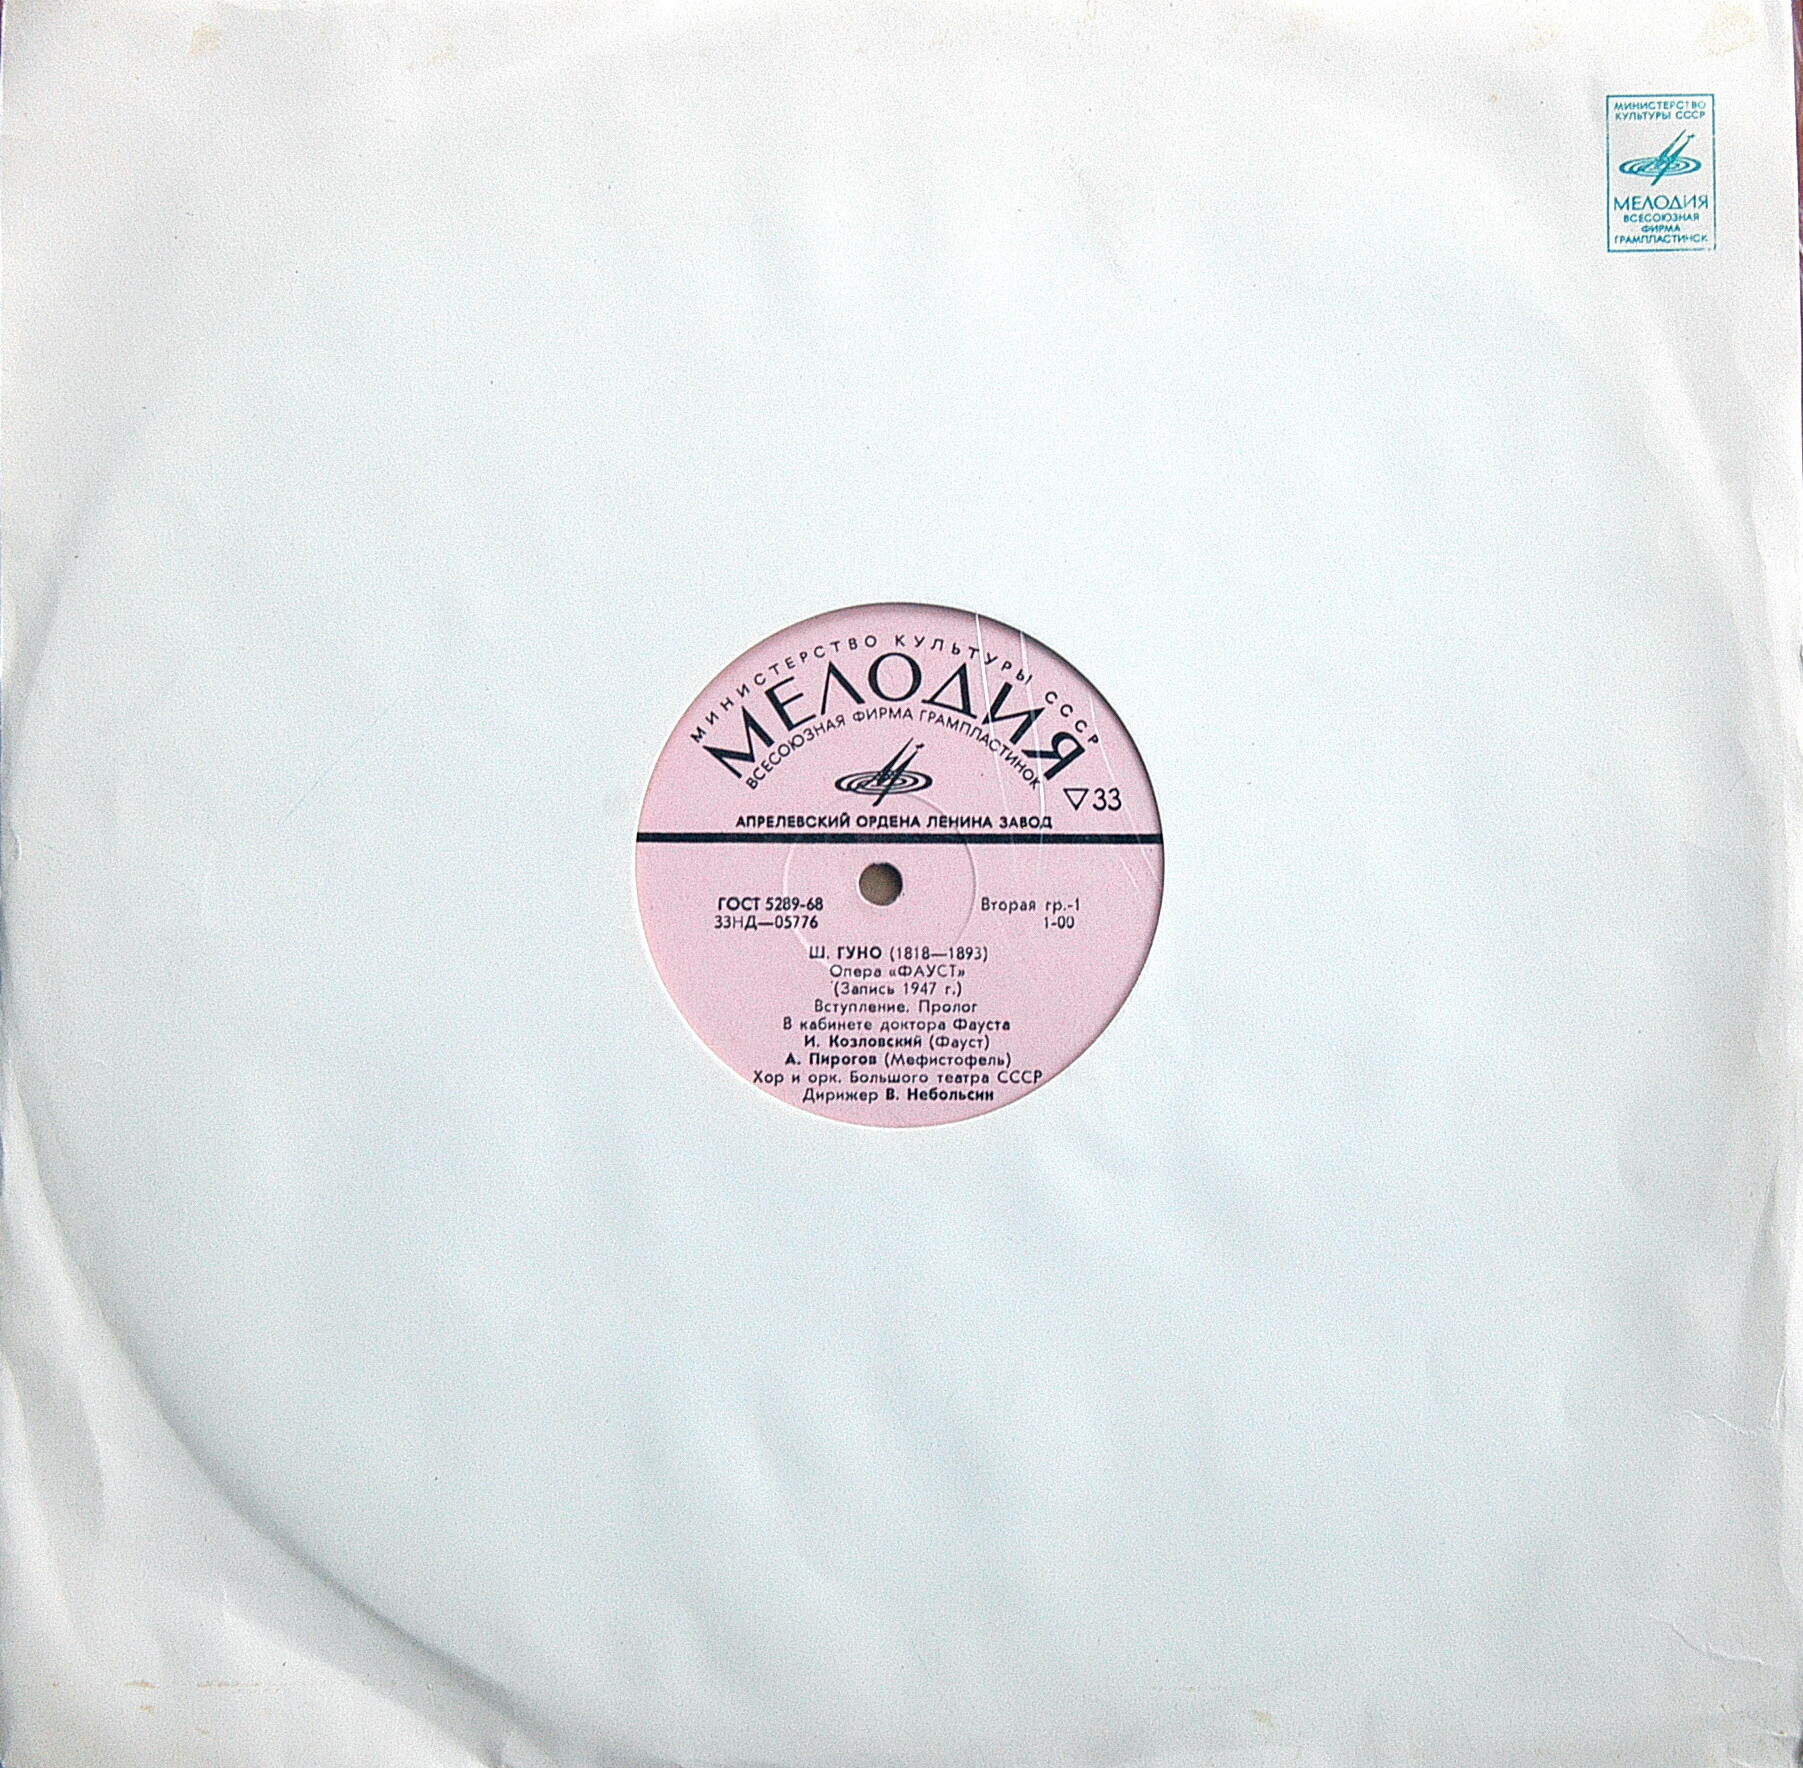 МИНИСТЕРСТВО
КУЛЬТУРЫ СССР
МЕЛОДИЯ
ВСЕСОЮЗНАЯ
ФИРМА
ГРАМПЛАСТИНОК
МИНИСТЕРСТВО КУЛЬТУРЫ СССР
МЕЛОДИЯ
ВСЕСОЮЗНАЯ ФИРМА ГРАМПЛАСТИНОК
▽33
АПРЕЛЕВСКИЙ ОРДЕНА ЛЕНИНА ЗАВОД
ГОСТ 5289-68 Вторая гр.-1
33НД—05776 1-00
Ш. ГУНО (1818—1893)
Опера «ФАУСТ»
(Запись 1947 г.)
Вступление. Пролог
В кабинете доктора Фауста
И. Козловский (Фауст)
А. Пирогов (Мефистофель)
Хор и орк. Большого театра СССР
Дирижер В. Небольсин